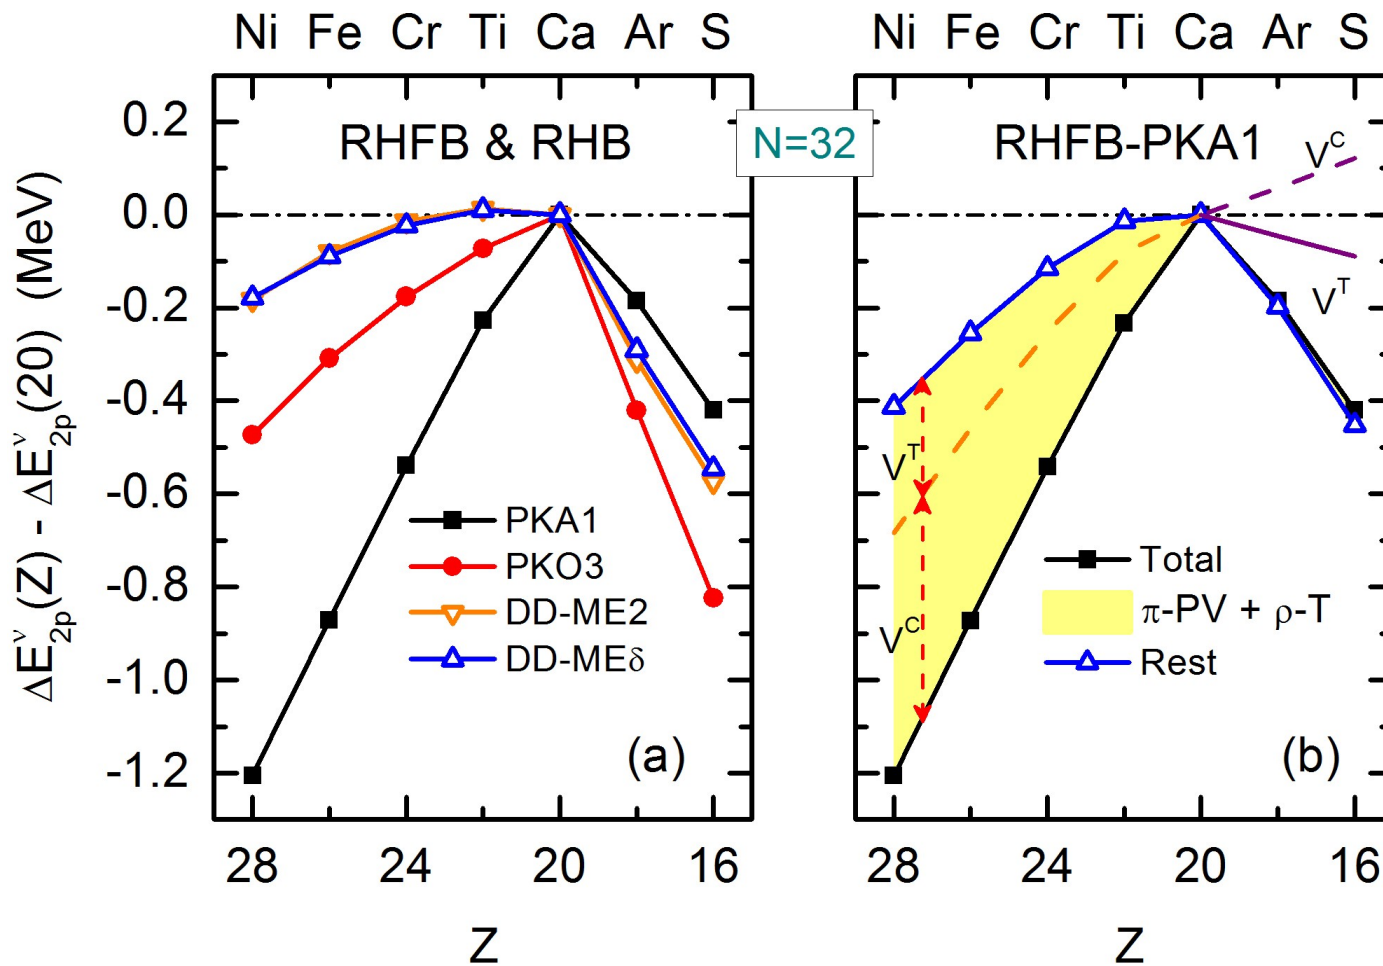 Ni Fe Cr Ti Ca Ar S
Ni Fe Cr Ti Ca Ar S
ΔE^ν_2p(Z) - ΔE^ν_2p(20) (MeV)
0.2
0.0
-0.2
-0.4
-0.6
-0.8
-1.0
-1.2
RHFB & RHB
N=32
RHFB-PKA1
PKA1
PKO3
DD-ME2
DD-MEδ
(a)
V^C
V^T
V^T
V^C
Total
π-PV + ρ-T
Rest
(b)
28 24 20 16
28 24 20 16
Z
Z